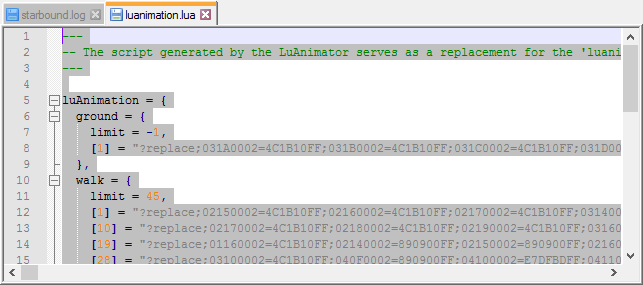 starbound.log luanimation.lua
1 ---
2 -- The script generated by the LuAnimator serves as a replacement for the 'luani
3 ---
4
5 luAnimation = {
6 ground = {
7 limit = -1,
8 [1] = "?replace;031A0002=4C1B10FF;031B0002=4C1B10FF;031C0002=4C1B10FF;031D00
9 },
10 walk = {
11 limit = 45,
12 [1] = "?replace;02150002=4C1B10FF;02160002=4C1B10FF;02170002=4C1B10FF;031400
13 [10] = "?replace;02170002=4C1B10FF;02180002=4C1B10FF;02190002=4C1B10FF;03160
14 [19] = "?replace;01160002=4C1B10FF;02140002=890900FF;02150002=890900FF;02160
15 [28] = "?replace;03100002=4C1B10FF;040F0002=4C1B10FF;04100002=E7DFBDFF;04110